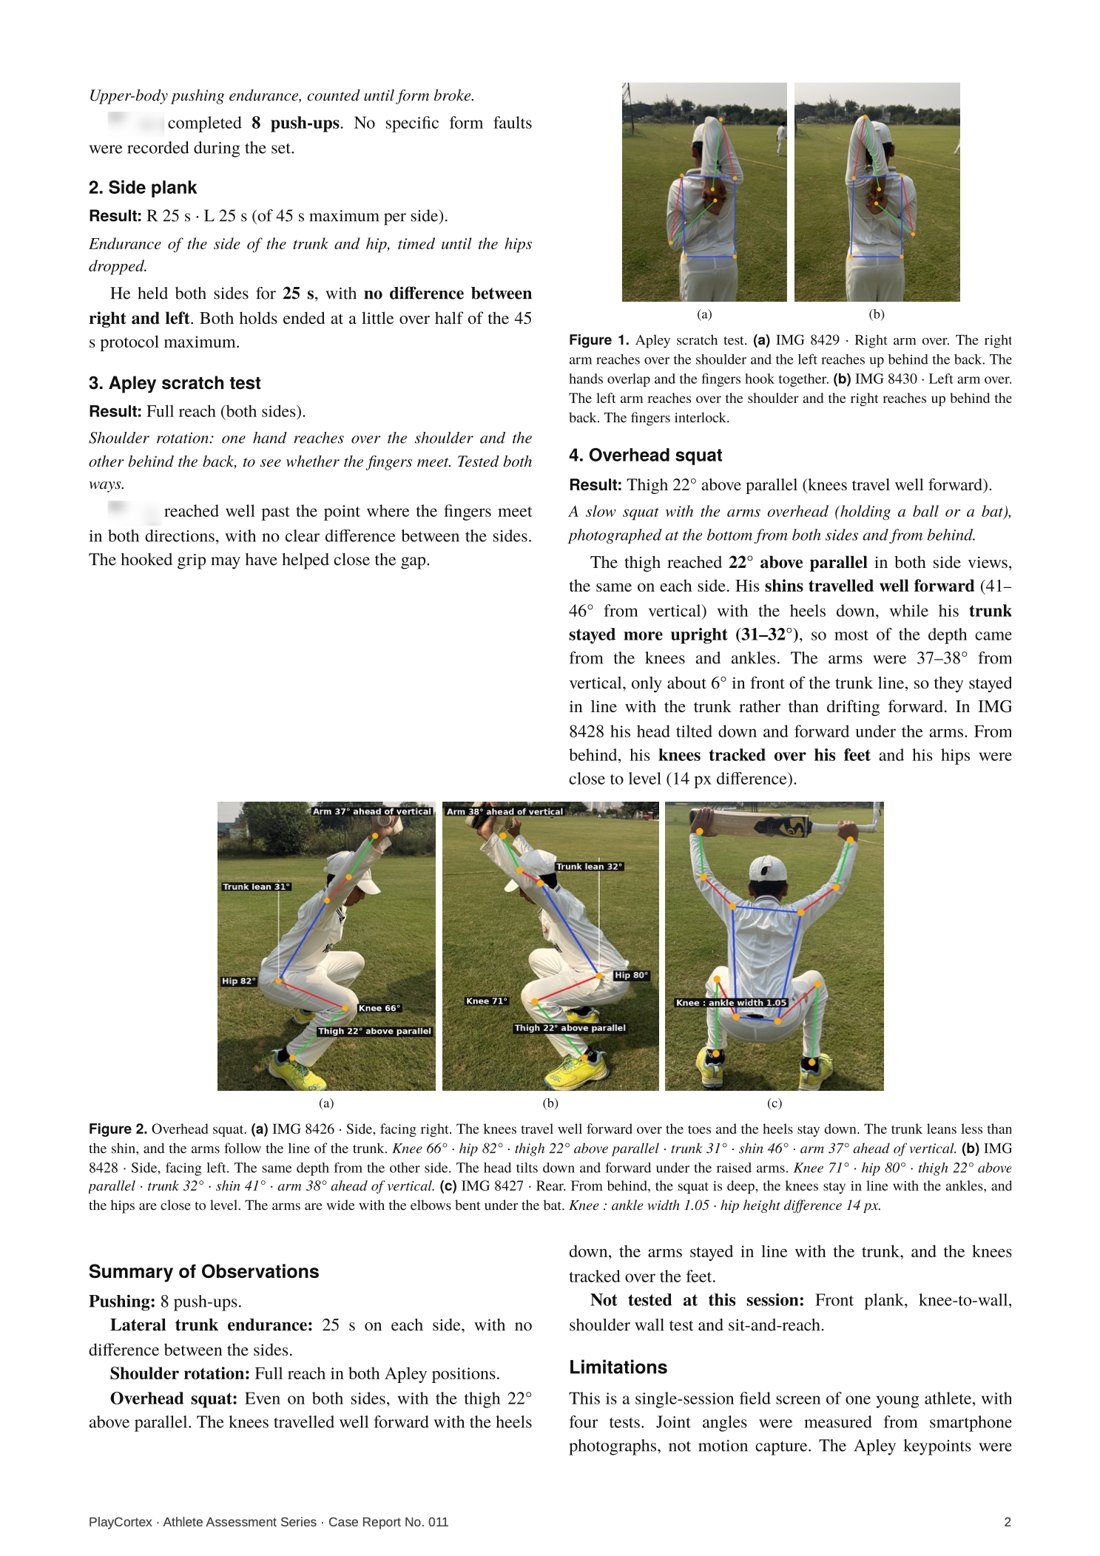 Upper-body pushing endurance, counted until form broke.
completed 8 push-ups. No specific form faults
were recorded during the set.
2. Side plank
Result: R 25 s · L 25 s (of 45 s maximum per side).
Endurance of the side of the trunk and hip, timed until the hips
dropped.
He held both sides for 25 s, with no difference between
right and left. Both holds ended at a little over half of the 45
s protocol maximum.
3. Apley scratch test
Result: Full reach (both sides).
Shoulder rotation: one hand reaches over the shoulder and the
other behind the back, to see whether the fingers meet. Tested both
ways.
reached well past the point where the fingers meet
in both directions, with no clear difference between the sides.
The hooked grip may have helped close the gap.
(a)
(b)
Figure 1. Apley scratch test. (a) IMG 8429 · Right arm over. The right
arm reaches over the shoulder and the left reaches up behind the back. The
hands overlap and the fingers hook together. (b) IMG 8430 · Left arm over.
The left arm reaches over the shoulder and the right reaches up behind the
back. The fingers interlock.
4. Overhead squat
Result: Thigh 22° above parallel (knees travel well forward).
A slow squat with the arms overhead (holding a ball or a bat),
photographed at the bottom from both sides and from behind.
The thigh reached 22° above parallel in both side views,
the same on each side. His shins travelled well forward (41–
46° from vertical) with the heels down, while his trunk
stayed more upright (31–32°), so most of the depth came
from the knees and ankles. The arms were 37–38° from
vertical, only about 6° in front of the trunk line, so they stayed
in line with the trunk rather than drifting forward. In IMG
8428 his head tilted down and forward under the arms. From
behind, his knees tracked over his feet and his hips were
close to level (14 px difference).
Arm 37° ahead of vertical
Trunk lean 31°
Hip 82°
Knee 66°
Thigh 22° above parallel
Arm 38° ahead of vertical
Trunk lean 32°
Hip 80°
Knee 71°
Thigh 22° above parallel
Knee : ankle width 1.05
(a)
(b)
(c)
Figure 2. Overhead squat. (a) IMG 8426 · Side, facing right. The knees travel well forward over the toes and the heels stay down. The trunk leans less than
the shin, and the arms follow the line of the trunk. Knee 66° · hip 82° · thigh 22° above parallel · trunk 31° · shin 46° · arm 37° ahead of vertical. (b) IMG
8428 · Side, facing left. The same depth from the other side. The head tilts down and forward under the raised arms. Knee 71° · hip 80° · thigh 22° above
parallel · trunk 32° · shin 41° · arm 38° ahead of vertical. (c) IMG 8427 · Rear. From behind, the squat is deep, the knees stay in line with the ankles, and
the hips are close to level. The arms are wide with the elbows bent under the bat. Knee : ankle width 1.05 · hip height difference 14 px.
Summary of Observations
Pushing: 8 push-ups.
Lateral trunk endurance: 25 s on each side, with no
difference between the sides.
Shoulder rotation: Full reach in both Apley positions.
Overhead squat: Even on both sides, with the thigh 22°
above parallel. The knees travelled well forward with the heels
down, the arms stayed in line with the trunk, and the knees
tracked over the feet.
Not tested at this session: Front plank, knee-to-wall,
shoulder wall test and sit-and-reach.
Limitations
This is a single-session field screen of one young athlete, with
four tests. Joint angles were measured from smartphone
photographs, not motion capture. The Apley keypoints were
PlayCortex · Athlete Assessment Series · Case Report No. 011
2